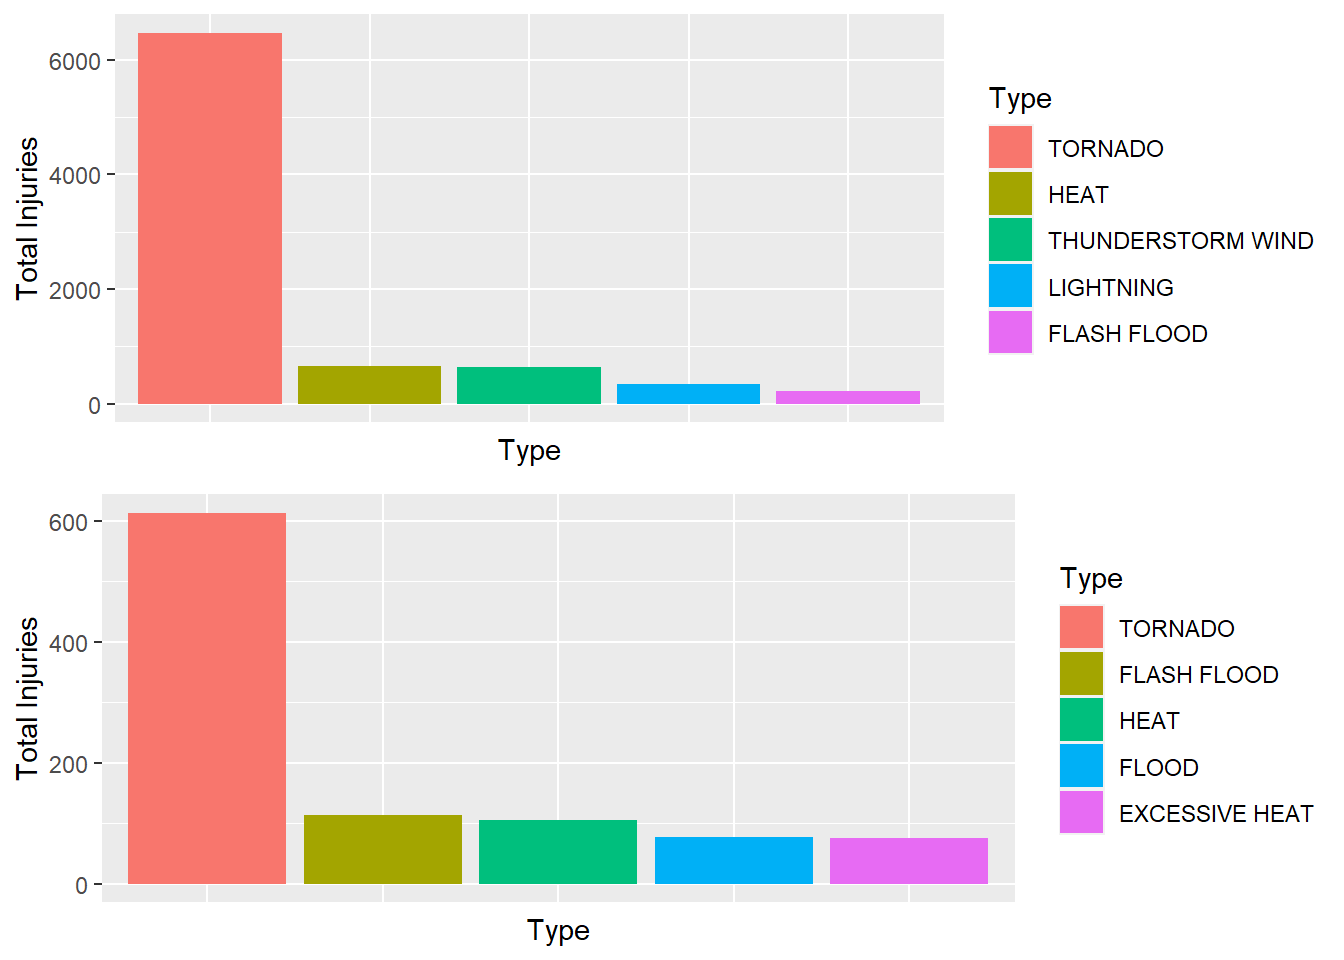 Total Injuries
6000
4000
2000
0
Type
Type
TORNADO
HEAT
THUNDERSTORM WIND
LIGHTNING
FLASH FLOOD
Total Injuries
600
400
200
0
Type
Type
TORNADO
FLASH FLOOD
HEAT
FLOOD
EXCESSIVE HEAT